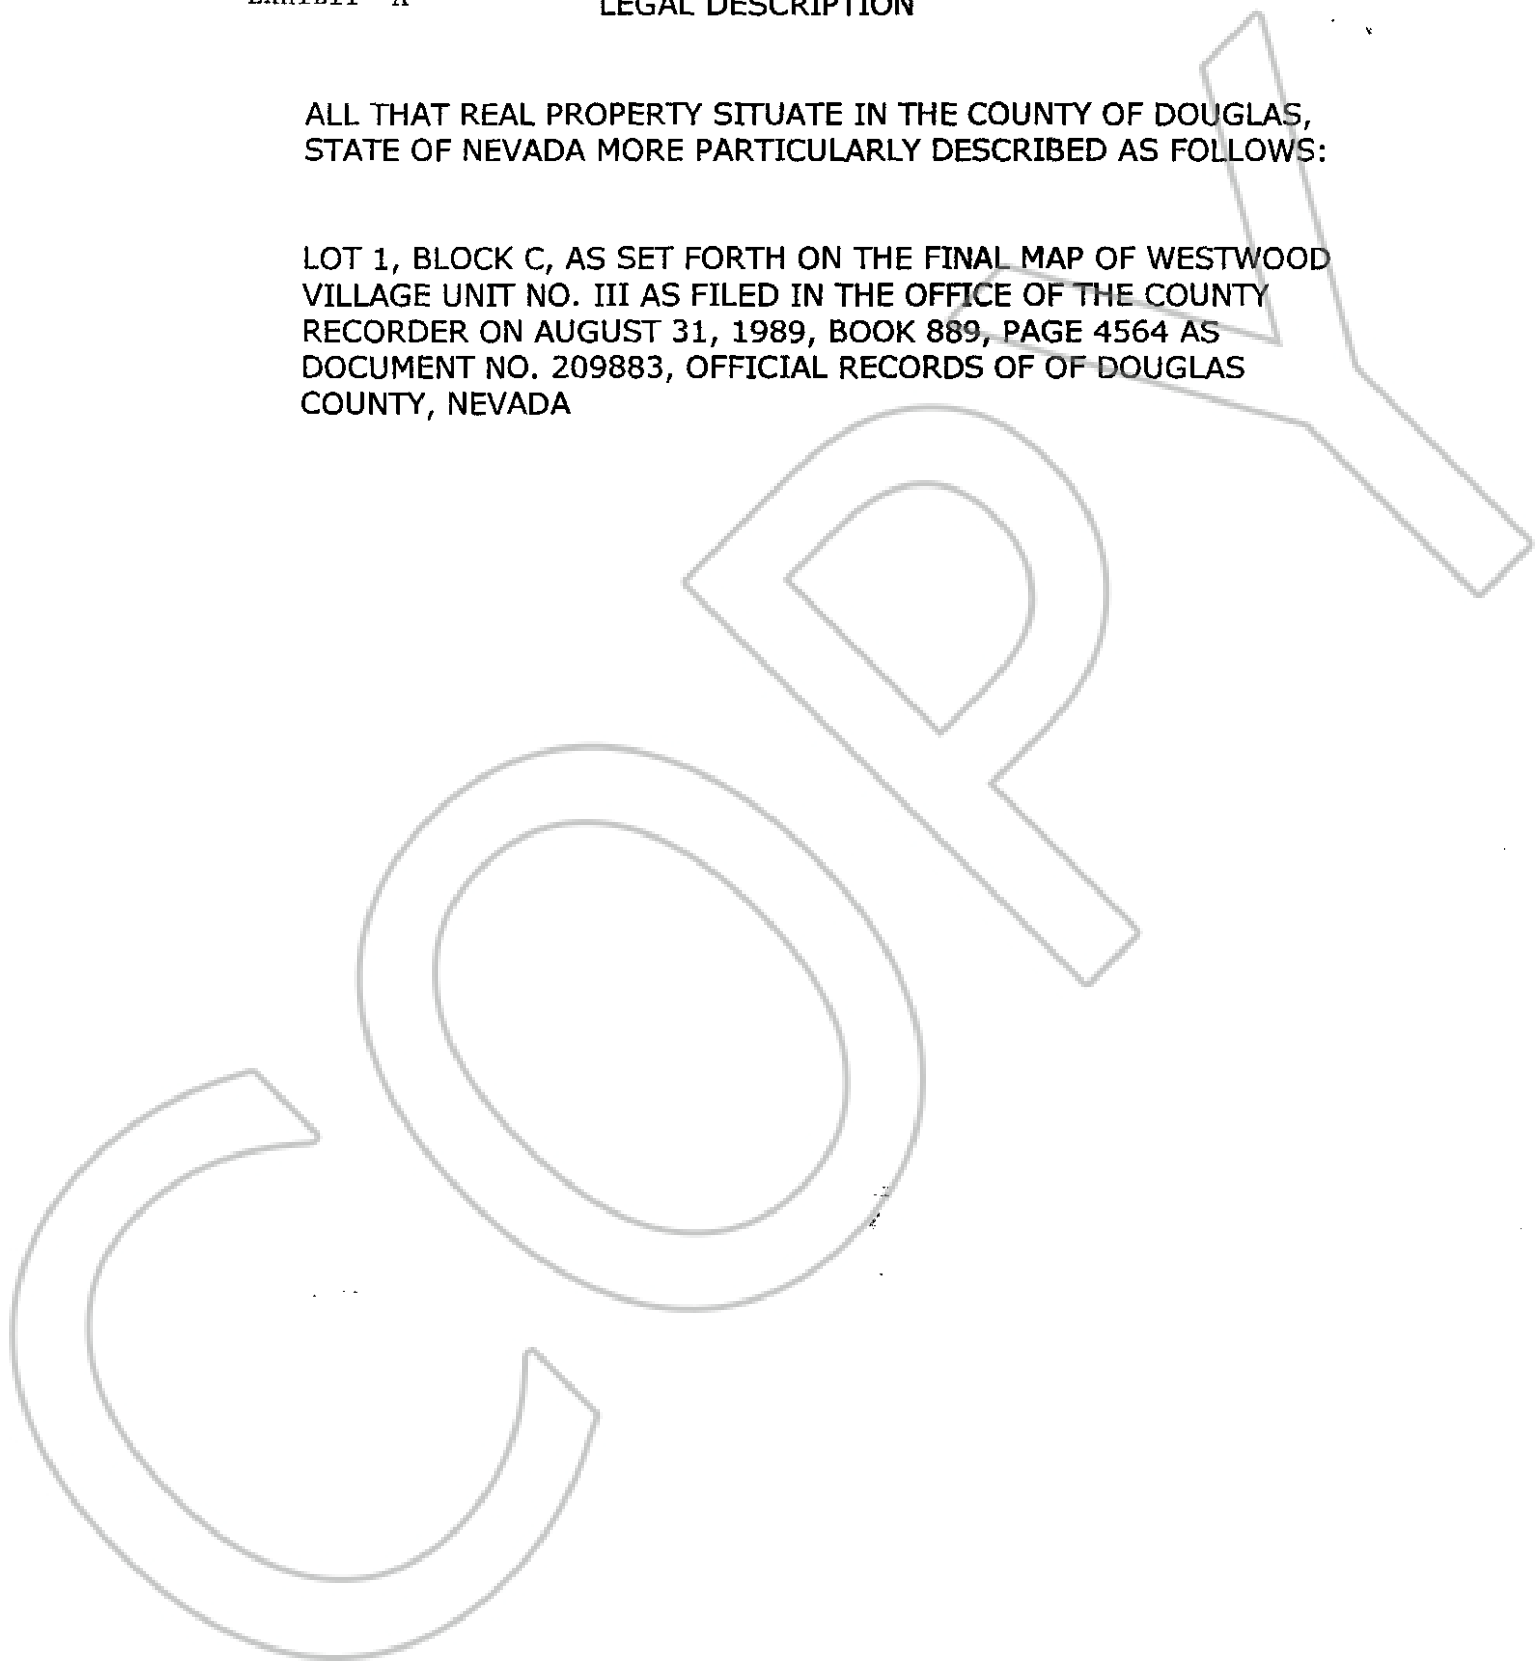 EXHIBIT "A" LEGAL DESCRIPTION
ALL THAT REAL PROPERTY SITUATE IN THE COUNTY OF DOUGLAS,
STATE OF NEVADA MORE PARTICULARLY DESCRIBED AS FOLLOWS:
LOT 1, BLOCK C, AS SET FORTH ON THE FINAL MAP OF WESTWOOD
VILLAGE UNIT NO. III AS FILED IN THE OFFICE OF THE COUNTY
RECORDER ON AUGUST 31, 1989, BOOK 889, PAGE 4564 AS
DOCUMENT NO. 209883, OFFICIAL RECORDS OF OF DOUGLAS
COUNTY, NEVADA
COPY